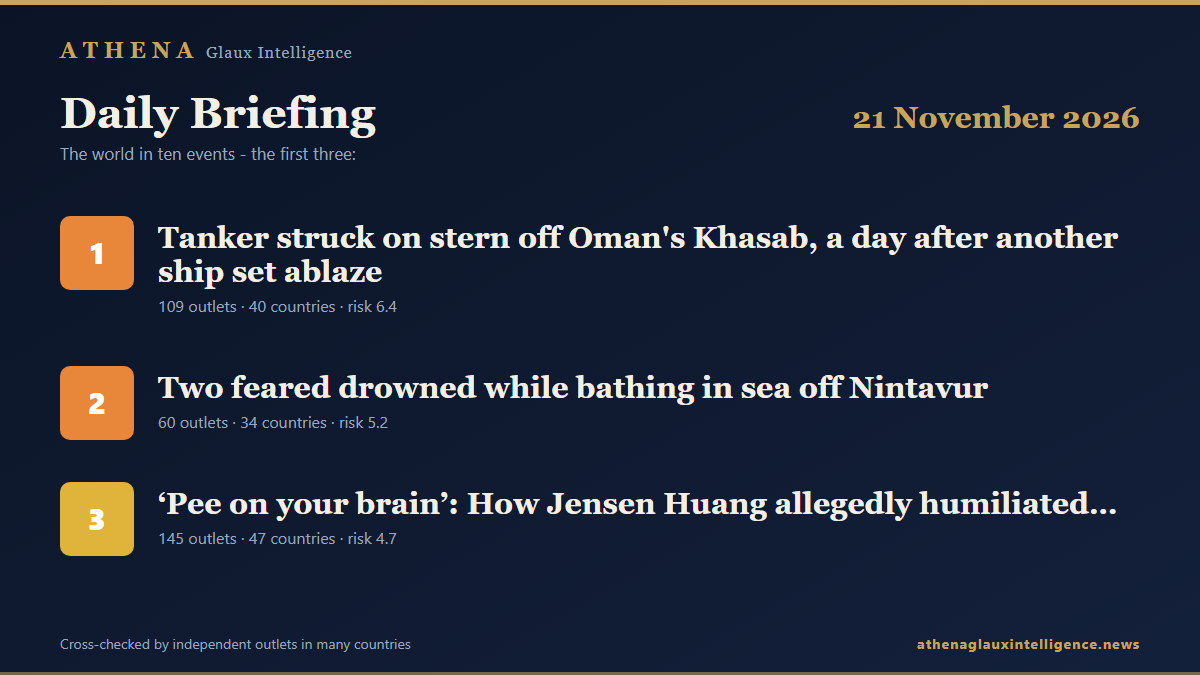 ATHENA Glaux Intelligence
Daily Briefing
21 November 2026
The world in ten events - the first three:
1
Tanker struck on stern off Oman's Khasab, a day after another
ship set ablaze
109 outlets · 40 countries · risk 6.4
2
Two feared drowned while bathing in sea off Nintavur
60 outlets · 34 countries · risk 5.2
3
‘Pee on your brain’: How Jensen Huang allegedly humiliated...
145 outlets · 47 countries · risk 4.7
Cross-checked by independent outlets in many countries
athenaglauxintelligence.news